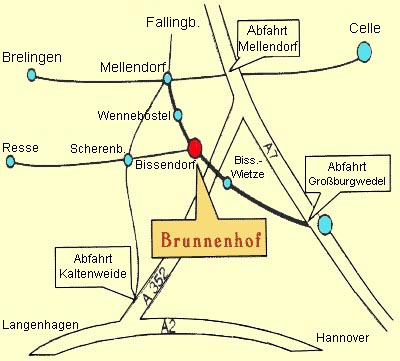 Fallingb.
Abfahrt
Mellendorf
Celle
Brelingen
Mellendorf
Wennebostel
Resse
Scherenb.
Bissendorf
Biss.-
Wietze
A7
Abfahrt
Großburgwedel
Brunnenhof
Abfahrt
Kaltenweide
A 352
Langenhagen
A2
Hannover